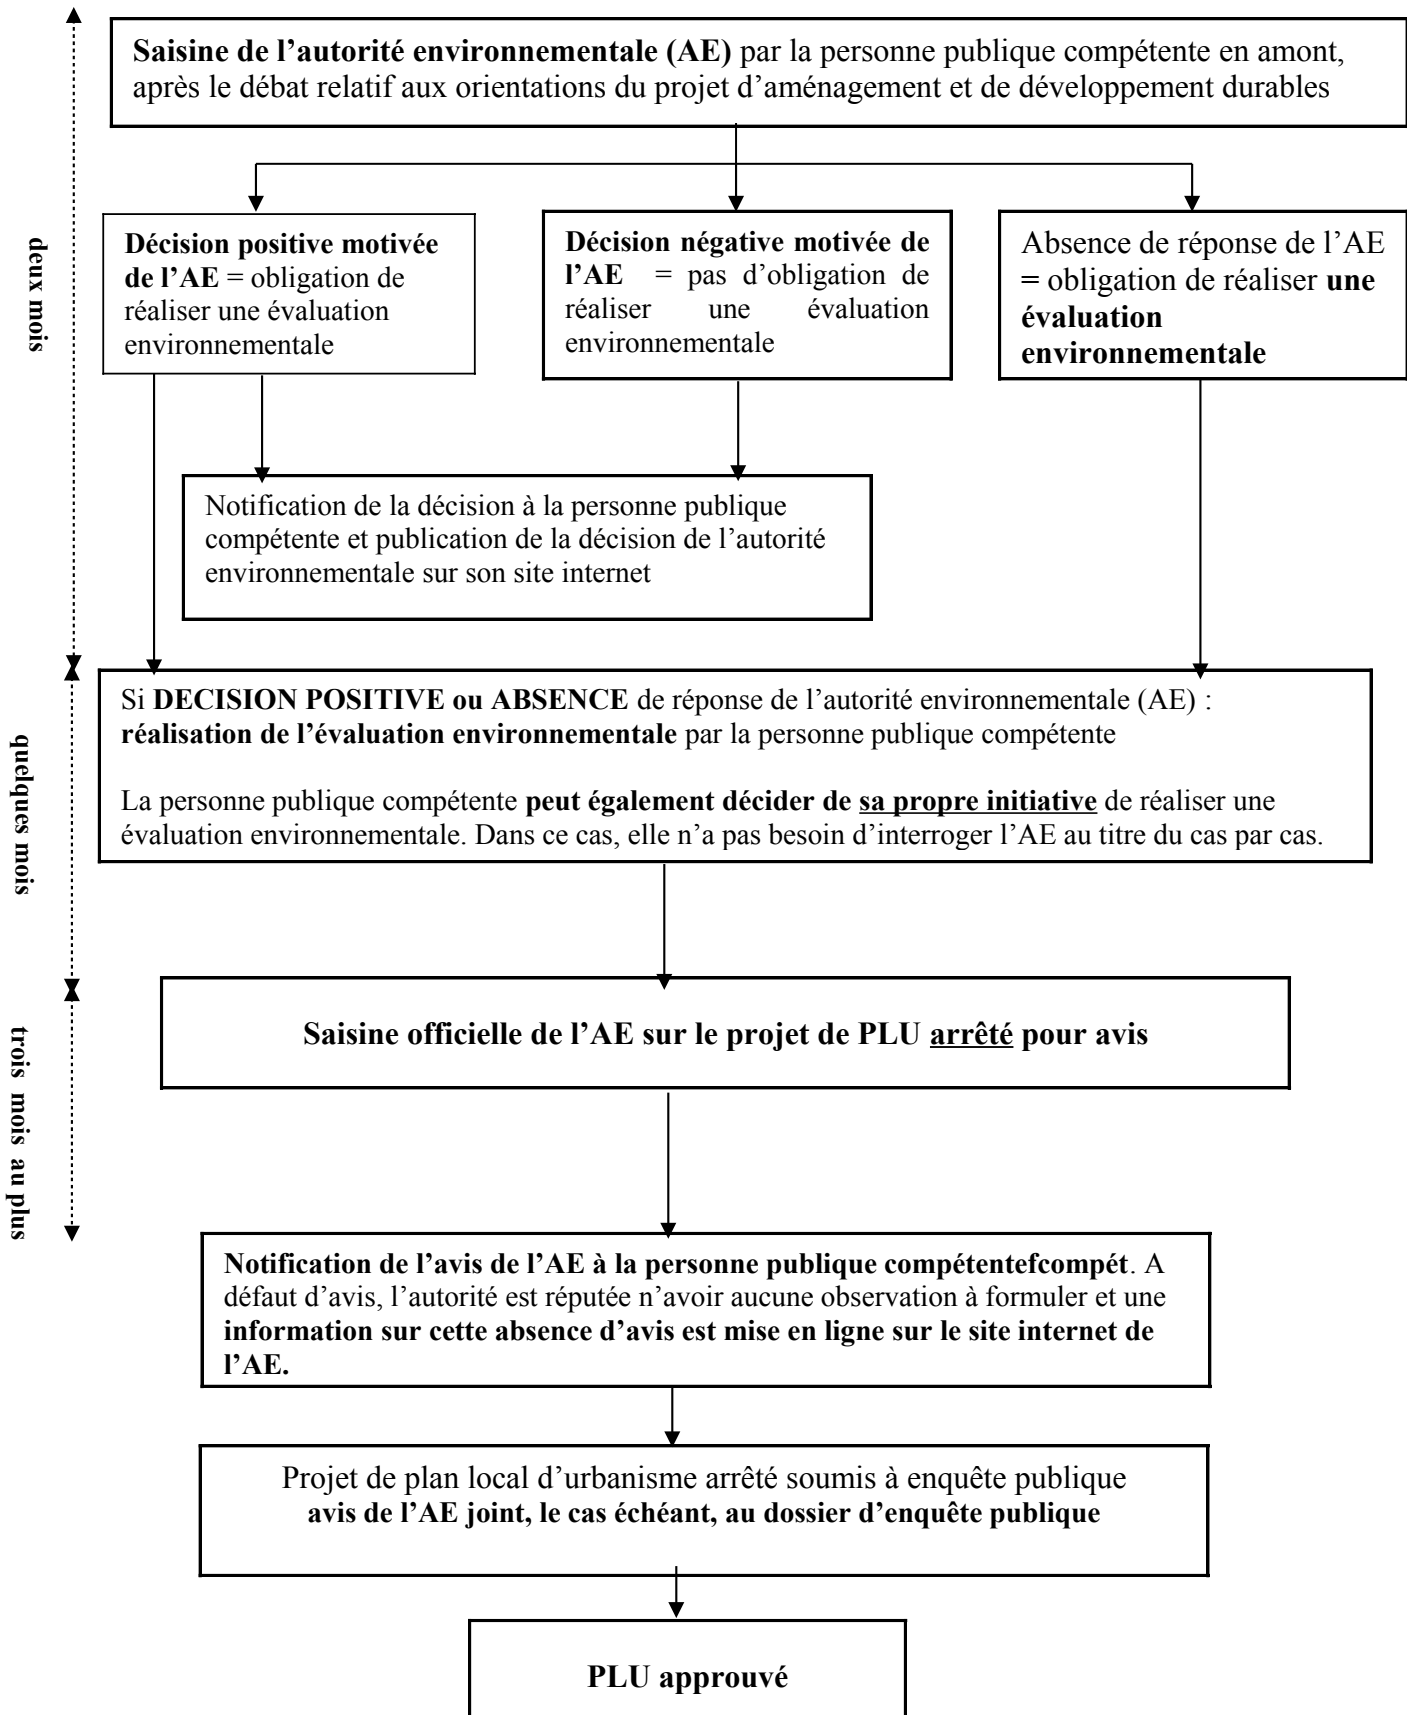 Saisine de l’autorité environnementale (AE) par la personne publique compétente en amont,
après le débat relatif aux orientations du projet d’aménagement et de développement durables
deux mois
Décision positive motivée
de l’AE = obligation de
réaliser une évaluation
environnementale
Décision négative motivée de
l’AE = pas d’obligation de
réaliser une évaluation
environnementale
Absence de réponse de l’AE
= obligation de réaliser une
évaluation
environnementale
Notification de la décision à la personne publique
compétente et publication de la décision de l’autorité
environnementale sur son site internet
quelques mois
Si DECISION POSITIVE ou ABSENCE de réponse de l’autorité environnementale (AE) :
réalisation de l’évaluation environnementale par la personne publique compétente
La personne publique compétente peut également décider de sa propre initiative de réaliser une
évaluation environnementale. Dans ce cas, elle n’a pas besoin d’interroger l’AE au titre du cas par cas.
trois mois au plus
Saisine officielle de l’AE sur le projet de PLU arrêté pour avis
Notification de l’avis de l’AE à la personne publique compétentefcompét. A
défaut d’avis, l’autorité est réputée n’avoir aucune observation à formuler et une
information sur cette absence d’avis est mise en ligne sur le site internet de
l’AE.
Projet de plan local d’urbanisme arrêté soumis à enquête publique
avis de l’AE joint, le cas échéant, au dossier d’enquête publique
PLU approuvé